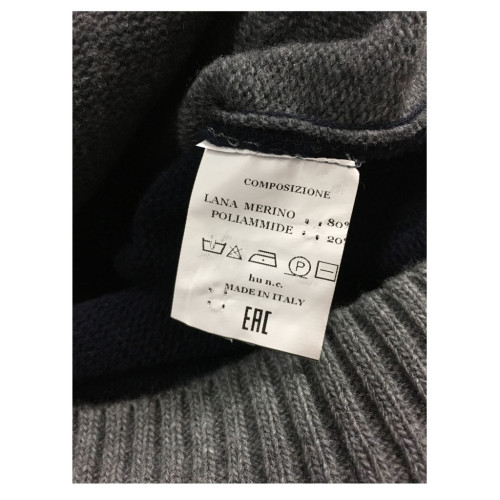 COMPOSIZIONE
LANA MERINO 80%
POLIAMMIDE 20%
P
hu n.c.
MADE IN ITALY
EAC